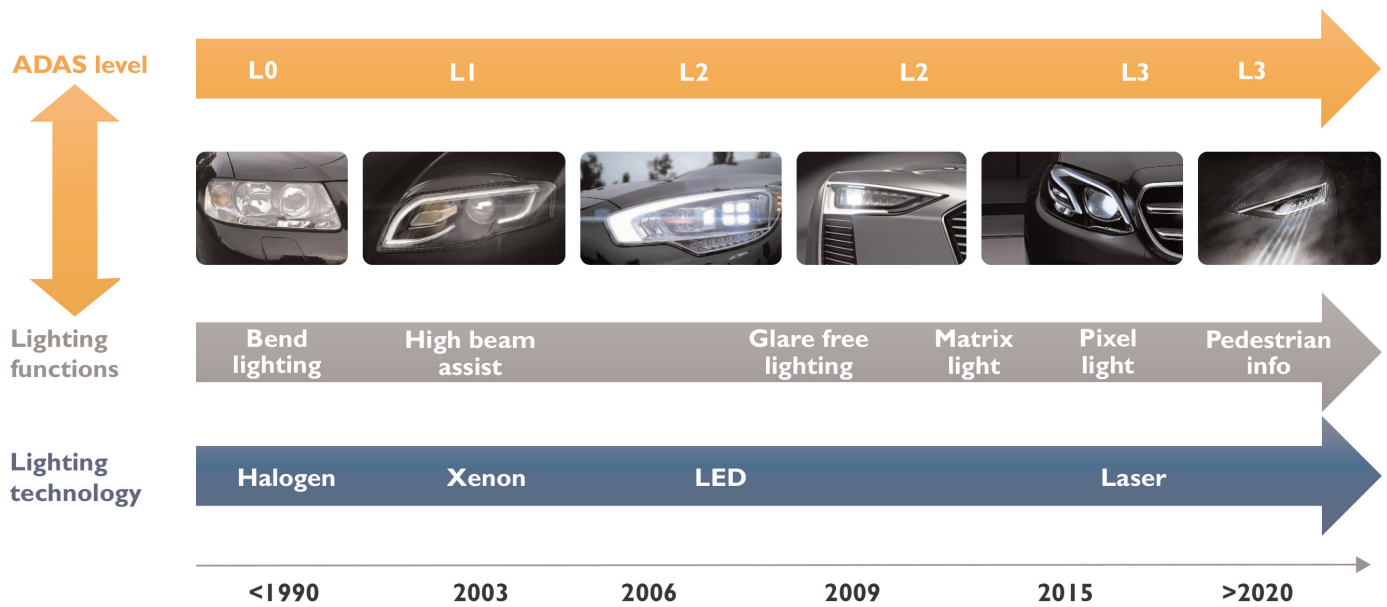 ADAS level
L0 L1 L2 L2 L3 L3
Lighting
functions
Bend
lighting
High beam
assist
Glare free
lighting
Matrix
light
Pixel
light
Pedestrian
info
Lighting
technology
Halogen Xenon LED Laser
<1990 2003 2006 2009 2015 >2020